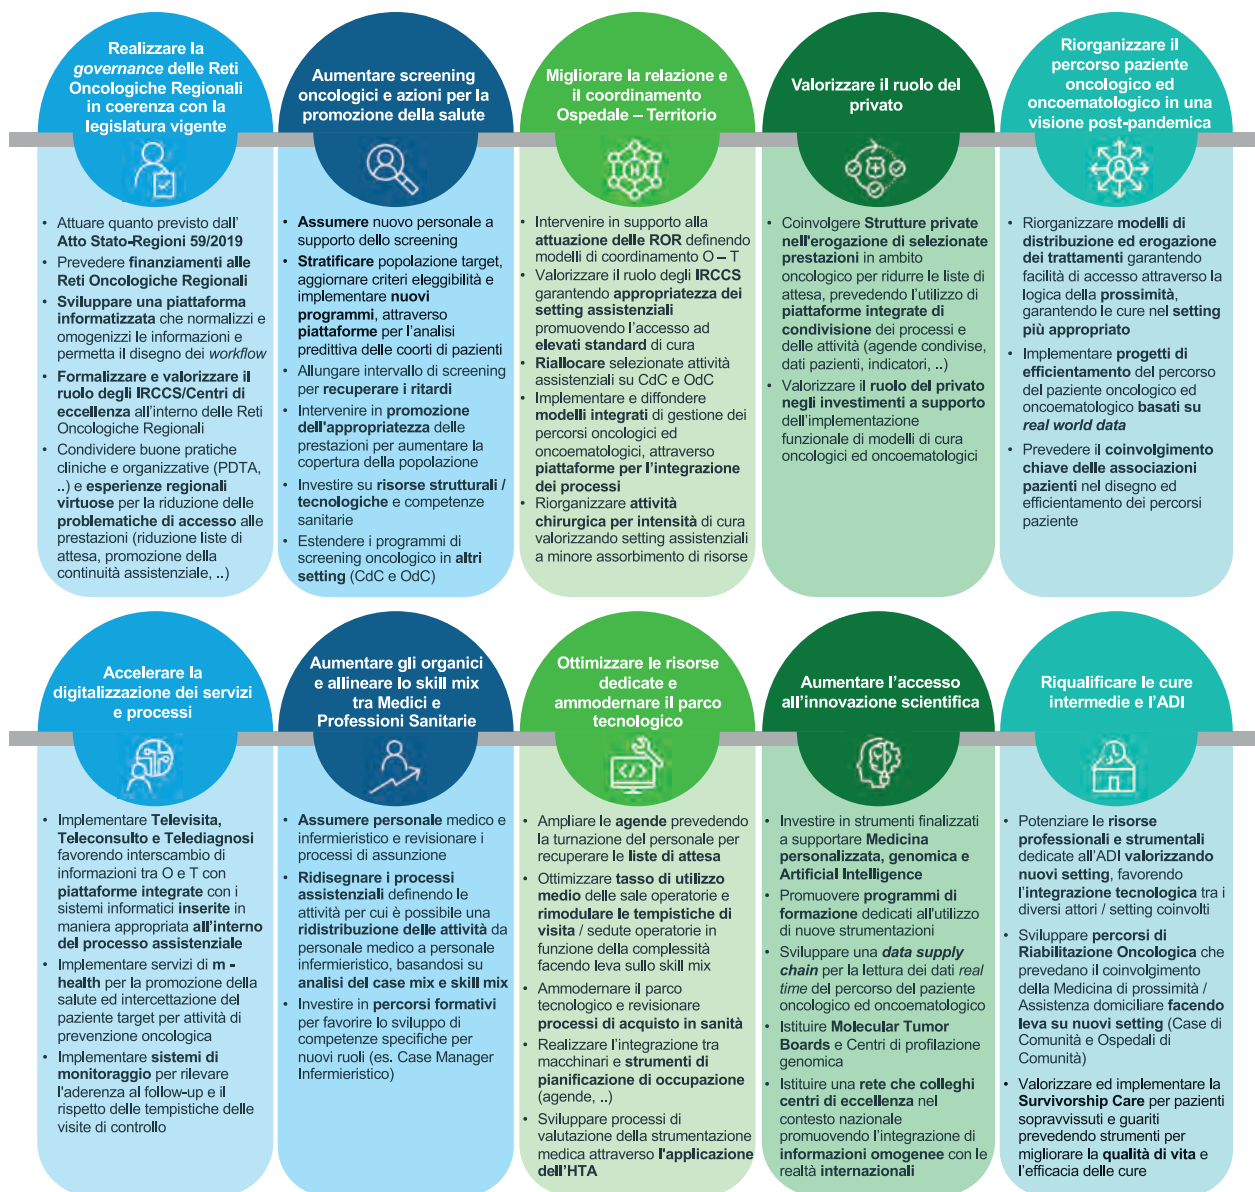 Realizzare la
governance delle Reti
Oncologiche Regionali
in coerenza con la
legislatura vigente
• Attuare quanto previsto dall'
Atto Stato-Regioni 59/2019
• Prevedere finanziamenti alle
Reti Oncologiche Regionali
• Sviluppare una piattaforma
informatizzata che normalizzi e
omogenizzi le informazioni e
permetta il disegno dei workflow
• Formalizzare e valorizzare il
ruolo degli IRCCS/Centri di
eccellenza all'interno delle Reti
Oncologiche Regionali
• Condividere buone pratiche
cliniche e organizzative (PDTA,
..) e esperienze regionali
virtuose per la riduzione delle
problematiche di accesso alle
prestazioni (riduzione liste di
attesa, promozione della
continuità assistenziale, ..)
Aumentare screening
oncologici e azioni per la
promozione della salute
• Assumere nuovo personale a
supporto dello screening
• Stratificare popolazione target,
aggiornare criteri eleggibilità e
implementare nuovi
programmi, attraverso
piattaforme per l'analisi
predittiva delle coorti di pazienti
• Allungare intervallo di screening
per recuperare i ritardi
• Intervenire in promozione
dell'appropriatezza delle
prestazioni per aumentare la
copertura della popolazione
• Investire su risorse strutturali /
tecnologiche e competenze
sanitarie
• Estendere i programmi di
screening oncologico in altri
setting (CdC e OdC)
Migliorare la relazione e
il coordinamento
Ospedale – Territorio
H
• Intervenire in supporto alla
attuazione delle ROR definendo
modelli di coordinamento O – T
• Valorizzare il ruolo degli IRCCS
garantendo appropriatezza dei
setting assistenziali
promuovendo l'accesso ad
elevati standard di cura
• Riallocare selezionate attività
assistenziali su CdC e OdC
• Implementare e diffondere
modelli integrati di gestione dei
percorsi oncologici ed
oncoematologici, attraverso
piattaforme per l'integrazione
dei processi
• Riorganizzare attività
chirurgica per intensità di cura
valorizzando setting assistenziali
a minore assorbimento di risorse
Valorizzare il ruolo del
privato
• Coinvolgere Strutture private
nell'erogazione di selezionate
prestazioni in ambito
oncologico per ridurre le liste di
attesa, prevedendo l'utilizzo di
piattaforme integrate di
condivisione dei processi e
delle attività (agende condivise,
dati pazienti, indicatori, ..)
• Valorizzare il ruolo del privato
negli investimenti a supporto
dell'implementazione
funzionale di modelli di cura
oncologici ed oncoematologici
Riorganizzare il
percorso paziente
oncologico ed
oncoematologico in una
visione post-pandemica
• Riorganizzare modelli di
distribuzione ed erogazione
dei trattamenti garantendo
facilità di accesso attraverso la
logica della prossimità,
garantendo le cure nel setting
più appropriato
• Implementare progetti di
efficientamento del percorso
del paziente oncologico ed
oncoematologico basati su
real world data
• Prevedere il coinvolgimento
chiave delle associazioni
pazienti nel disegno ed
efficientamento dei percorsi
paziente
Accelerare la
digitalizzazione dei servizi
e processi
• Implementare Televisita,
Teleconsulto e Telediagnosi
favorendo interscambio di
informazioni tra O e T con
piattaforme integrate con i
sistemi informatici inserite in
maniera appropriata all'interno
del processo assistenziale
• Implementare servizi di m -
health per la promozione della
salute ed intercettazione del
paziente target per attività di
prevenzione oncologica
• Implementare sistemi di
monitoraggio per rilevare
l'aderenza al follow-up e il
rispetto delle tempistiche delle
visite di controllo
Aumentare gli organici
e allineare lo skill mix
tra Medici e
Professioni Sanitarie
• Assumere personale medico e
infermieristico e revisionare i
processi di assunzione
• Ridisegnare i processi
assistenziali definendo le
attività per cui è possibile una
ridistribuzione delle attività da
personale medico a personale
infermieristico, basandosi su
analisi del case mix e skill mix
• Investire in percorsi formativi
per favorire lo sviluppo di
competenze specifiche per
nuovi ruoli (es. Case Manager
Infermieristico)
Ottimizzare le risorse
dedicate e
ammodernare il parco
tecnologico
</>
• Ampliare le agende prevedendo
la turnazione del personale per
recuperare le liste di attesa
• Ottimizzare tasso di utilizzo
medio delle sale operatorie e
rimodulare le tempistiche di
visita / sedute operatorie in
funzione della complessità
facendo leva sullo skill mix
• Ammodernare il parco
tecnologico e revisionare
processi di acquisto in sanità
• Realizzare l'integrazione tra
macchinari e strumenti di
pianificazione di occupazione
(agende, ..)
• Sviluppare processi di
valutazione della strumentazione
medica attraverso l'applicazione
dell'HTA
Aumentare l'accesso
all'innovazione scientifica
• Investire in strumenti finalizzati
a supportare Medicina
personalizzata, genomica e
Artificial Intelligence
• Promuovere programmi di
formazione dedicati all'utilizzo
di nuove strumentazioni
• Sviluppare una data supply
chain per la lettura dei dati real
time del percorso del paziente
oncologico ed oncoematologico
• Istituire Molecular Tumor
Boards e Centri di profilazione
genomica
• Istituire una rete che colleghi
centri di eccellenza nel
contesto nazionale
promuovendo l'integrazione di
informazioni omogenee con le
realtà internazionali
Riqualificare le cure
intermedie e l'ADI
• Potenziare le risorse
professionali e strumentali
dedicate all'ADI valorizzando
nuovi setting, favorendo
l'integrazione tecnologica tra i
diversi attori / setting coinvolti
• Sviluppare percorsi di
Riabilitazione Oncologica che
prevedano il coinvolgimento
della Medicina di prossimità /
Assistenza domiciliare facendo
leva su nuovi setting (Case di
Comunità e Ospedali di
Comunità)
• Valorizzare ed implementare la
Survivorship Care per pazienti
sopravvissuti e guariti
prevedendo strumenti per
migliorare la qualità di vita e
l'efficacia delle cure